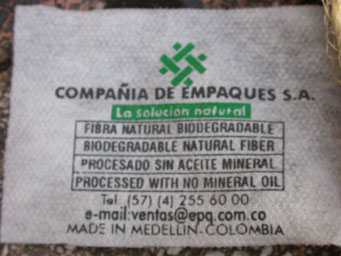 COMPAÑIA DE EMPAQUES S.A.
La solución natural
FIBRA NATURAL BIODEGRADABLE
BIODEGRADABLE NATURAL FIBER
PROCESADO SIN ACEITE MINERAL
PROCESSED WITH NO MINERAL OIL
Tel. (57) (4) 255 60 00
e-mail:ventas@epq.com.co
MADE IN MEDELLIN-COLOMBIA